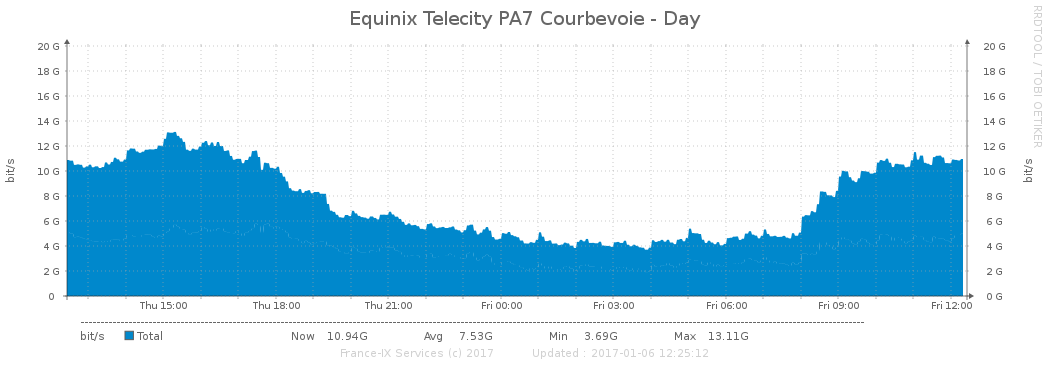 Equinix Telecity PA7 Courbevoie - Day
RRDTOOL / TOBI OETIKER
bit/s
20 G 20 G
18 G 18 G
16 G 16 G
14 G 14 G
12 G 12 G
10 G 10 G
8 G 8 G
6 G 6 G
4 G 4 G
2 G 2 G
0 0 G
bit/s
Thu 15:00 Thu 18:00 Thu 21:00 Fri 00:00 Fri 03:00 Fri 06:00 Fri 09:00 Fri 12:00
bit/s Total Now 10.94G Avg 7.53G Min 3.69G Max 13.11G
France-IX Services (c) 2017 Updated : 2017-01-06 12:25:12